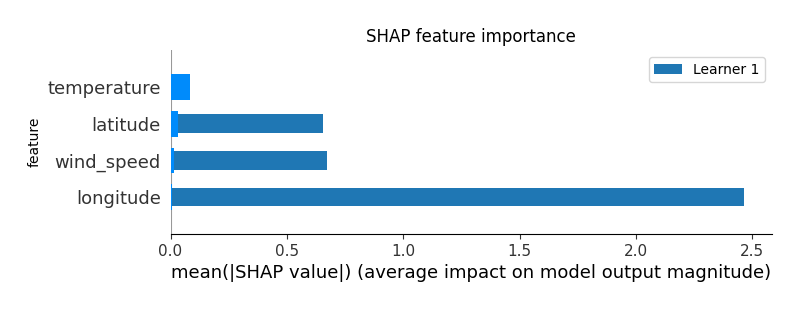 SHAP feature importance
Learner 1
feature
temperature
latitude
wind_speed
longitude
0.0 0.5 1.0 1.5 2.0 2.5
mean(|SHAP value|) (average impact on model output magnitude)